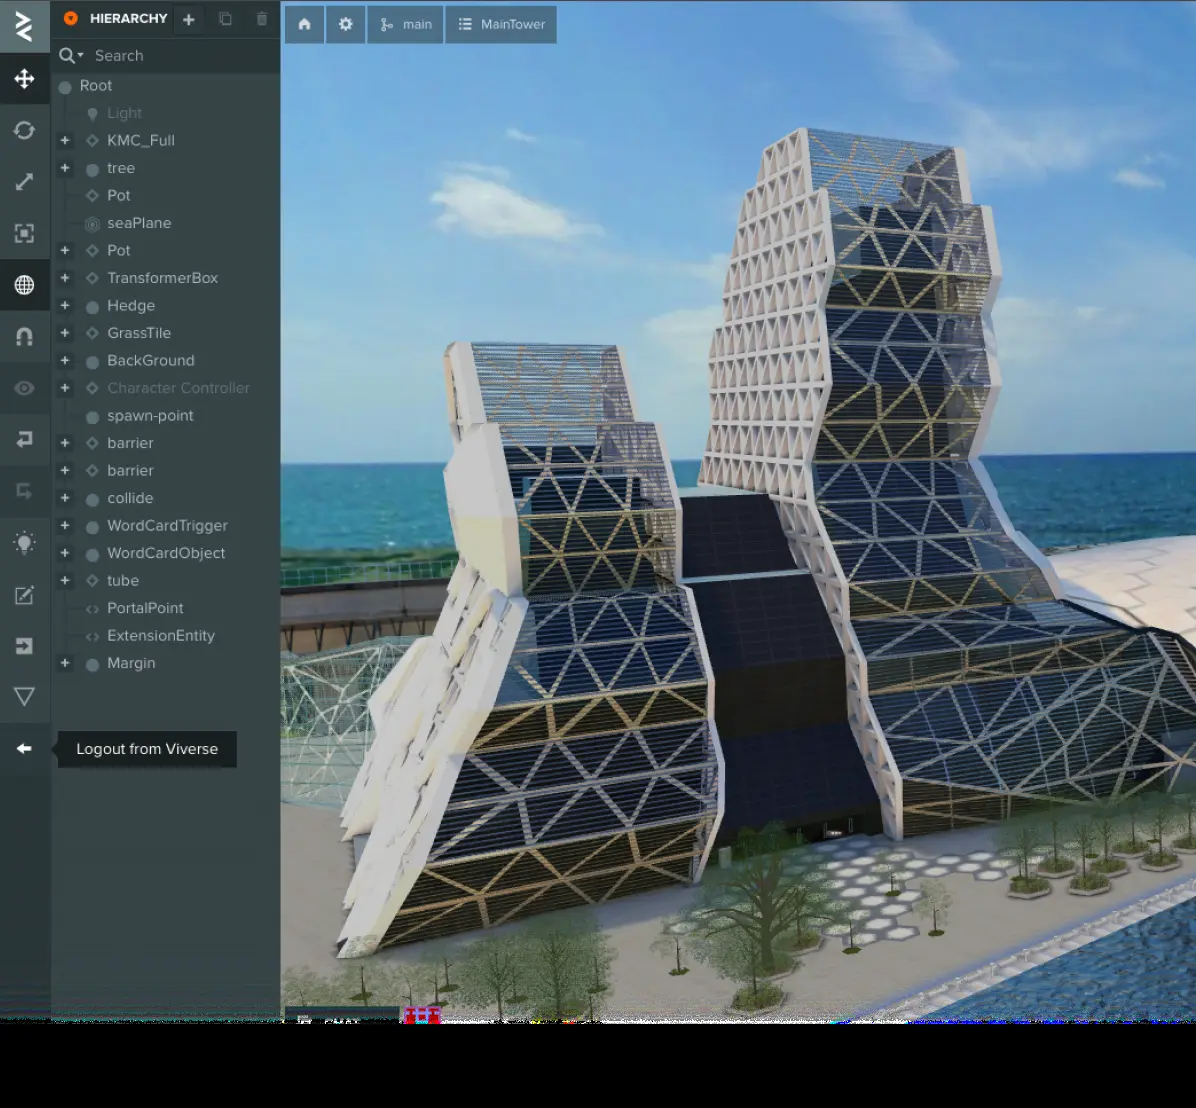 HIERARCHY
main
MainTower
Search
Root
Light
KMC_Full
tree
Pot
seaPlane
Pot
TransformerBox
Hedge
GrassTile
BackGround
Character Controller
spawn-point
barrier
barrier
collide
WordCardTrigger
WordCardObject
tube
PortalPoint
ExtensionEntity
Margin
Logout from Viverse